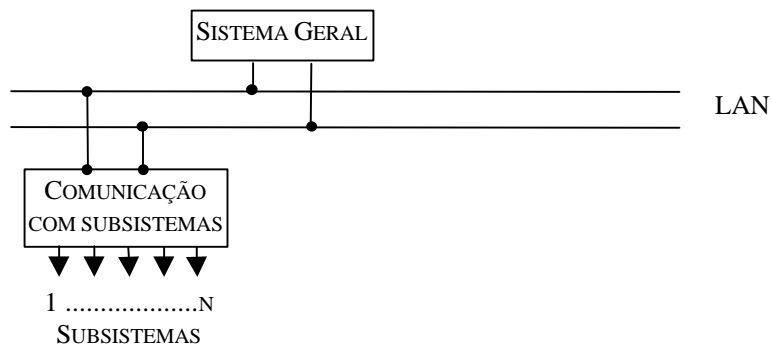 SISTEMA GERAL
LAN
COMUNICAÇÃO
COM SUBSISTEMAS
1 ...................N
SUBSISTEMAS